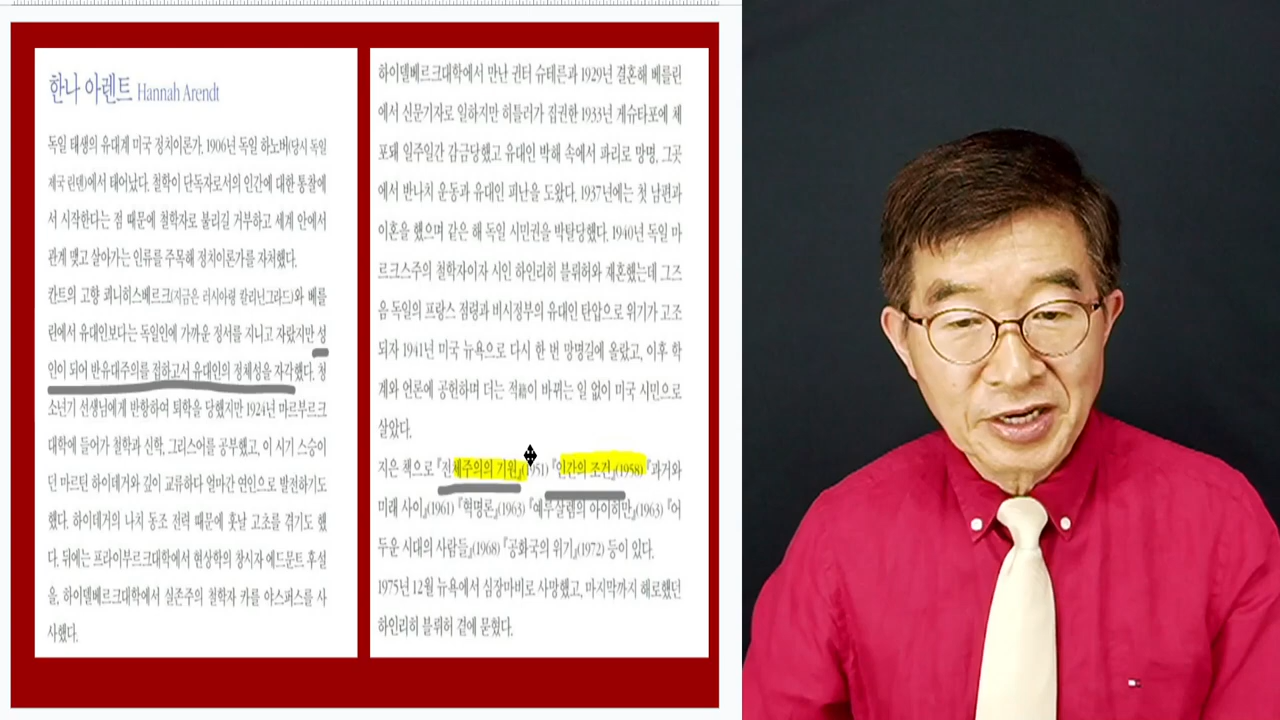 한나 아렌트 Hannah Arendt
독일 태생의 유대계 미국 정치이론가. 1906년 독일 하노버(당시 독일
제국 린덴)에서 태어났다. 철학이 단독자로서의 인간에 대한 통찰에
서 시작한다는 점 때문에 철학자로 불리길 거부하고 세계 안에서
관계 맺고 살아가는 인류를 주목해 정치이론가를 자처했다.
칸트의 고향 쾨니히스베르크(지금은 러시아령 칼리닌그라드)와 베를
린에서 유대인보다는 독일인에 가까운 정서를 지니고 자랐지만 성
인이 되어 반유대주의를 접하고서 유대인의 정체성을 자각했다. 청
소년기 선생님에게 반항하여 퇴학을 당했지만 1924년 마르부르크
대학에 들어가 철학과 신학, 그리스어를 공부했고, 이 시기 스승이
던 마르틴 하이데거와 깊이 교류하다 얼마간 연인으로 발전하기도
했다. 하이데거의 나치 동조 전력 때문에 훗날 고초를 겪기도 했
다. 뒤에는 프라이부르크대학에서 현상학의 창시자 에드문트 후설
을, 하이델베르크대학에서 실존주의 철학자 카를 야스퍼스를 사
사했다.
하이델베르크대학에서 만난 귄터 슈테른과 1929년 결혼해 베를린
에서 신문기자로 일하지만 히틀러가 집권한 1933년 게슈타포에 체
포돼 일주일간 감금당했고 유대인 박해 속에서 파리로 망명, 그곳
에서 반나치 운동과 유대인 피난을 도왔다. 1937년에는 첫 남편과
이혼을 했으며 같은 해 독일 시민권을 박탈당했다. 1940년 독일 마
르크스주의 철학자이자 시인 하인리히 블뤼허와 재혼했는데 그즈
음 독일의 프랑스 점령과 비시정부의 유대인 탄압으로 위기가 고조
되자 1941년 미국 뉴욕으로 다시 한 번 망명길에 올랐고, 이후 학
계와 언론에 공헌하며 더는 적籍이 바뀌는 일 없이 미국 시민으로
살았다.
지은 책으로 『전체주의의 기원』(1951) 『인간의 조건』(1958) 『과거와
미래 사이』(1961) 『혁명론』(1963) 『예루살렘의 아이히만』(1963) 『어
두운 시대의 사람들』(1968) 『공화국의 위기』(1972) 등이 있다.
1975년 12월 뉴욕에서 심장마비로 사망했고, 마지막까지 해로했던
하인리히 블뤼허 곁에 묻혔다.